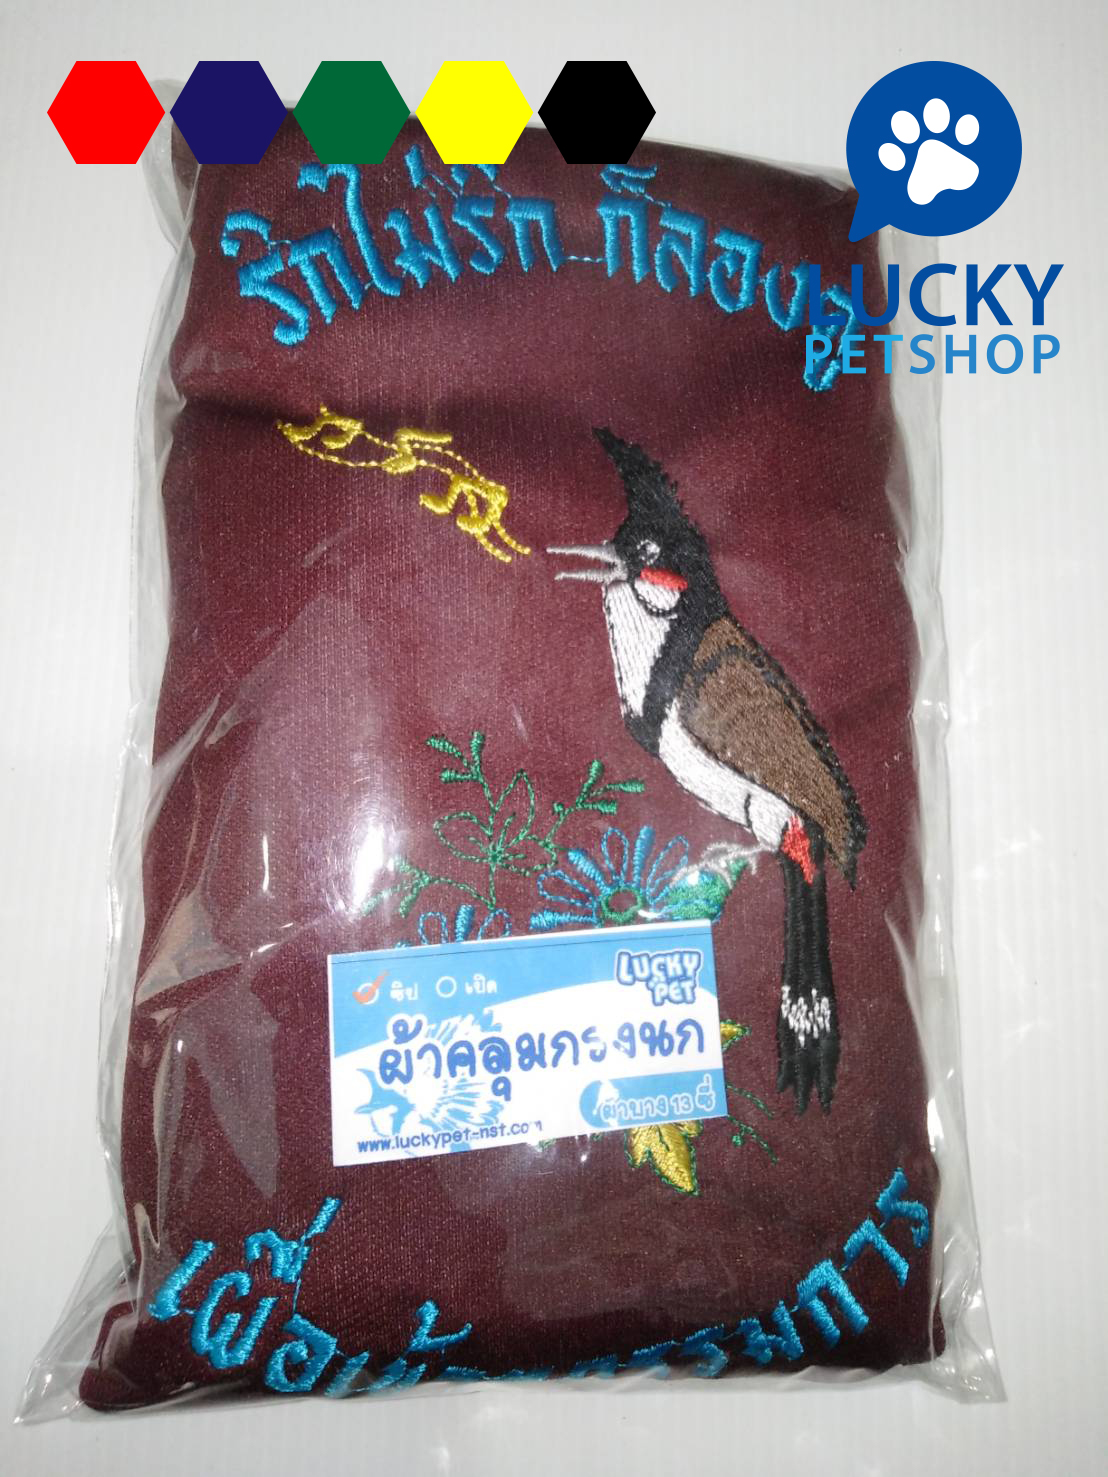 รักไม่รัก ก็ลองดู
LUCKY
PETSHOP
ซิป เปิด
LUCKY
PET
ผ้าคลุมกรงนก
ผ้าบาง 13 ซี่
www.luckypet-nst.com